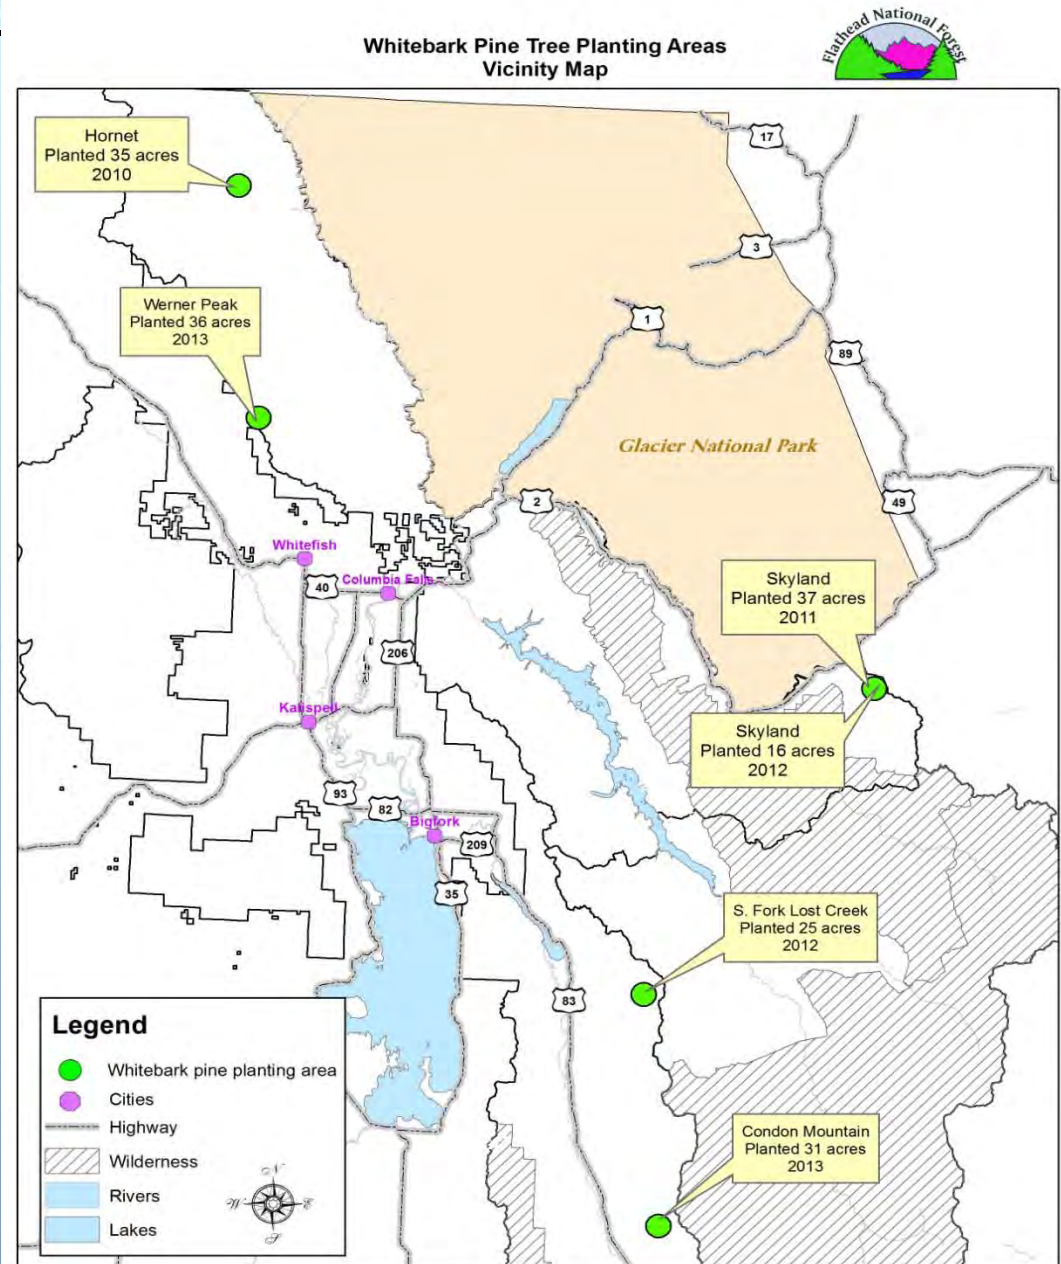 Whitebark Pine Tree Planting Areas
Vicinity Map
Flathead National Forest
Hornet
Planted 35 acres
2010
17
3
Werner Peak
Planted 36 acres
2013
1
89
Glacier National Park
2
49
Whitefish
40
Columbia Falls
Skyland
Planted 37 acres
2011
206
Kalispell
Skyland
Planted 16 acres
2012
93
82
Bigfork
209
35
S. Fork Lost Creek
Planted 25 acres
2012
83
Legend
Whitebark pine planting area
Cities
Highway
Wilderness
Rivers
Lakes
N
W
E
S
Condon Mountain
Planted 31 acres
2013